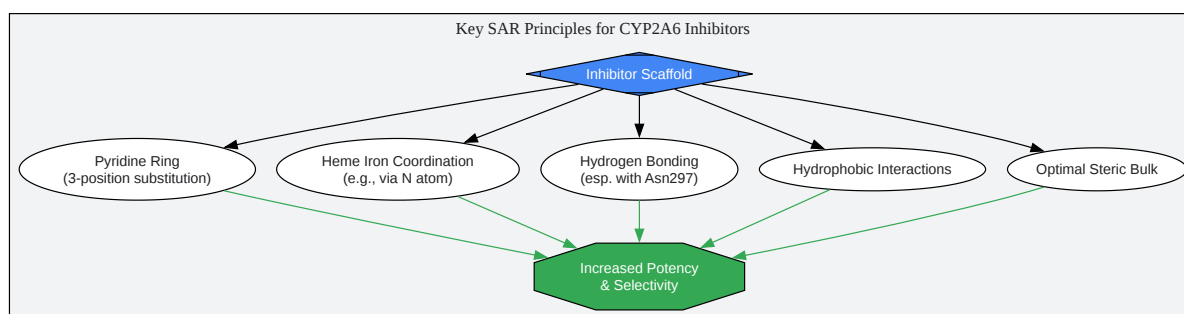 Key SAR Principles for CYP2A6 Inhibitors
Inhibitor Scaffold
Pyridine Ring
(3-position substitution)
Heme Iron Coordination
(e.g., via N atom)
Hydrogen Bonding
(esp. with Asn297)
Hydrophobic Interactions
Optimal Steric Bulk
Increased Potency
& Selectivity